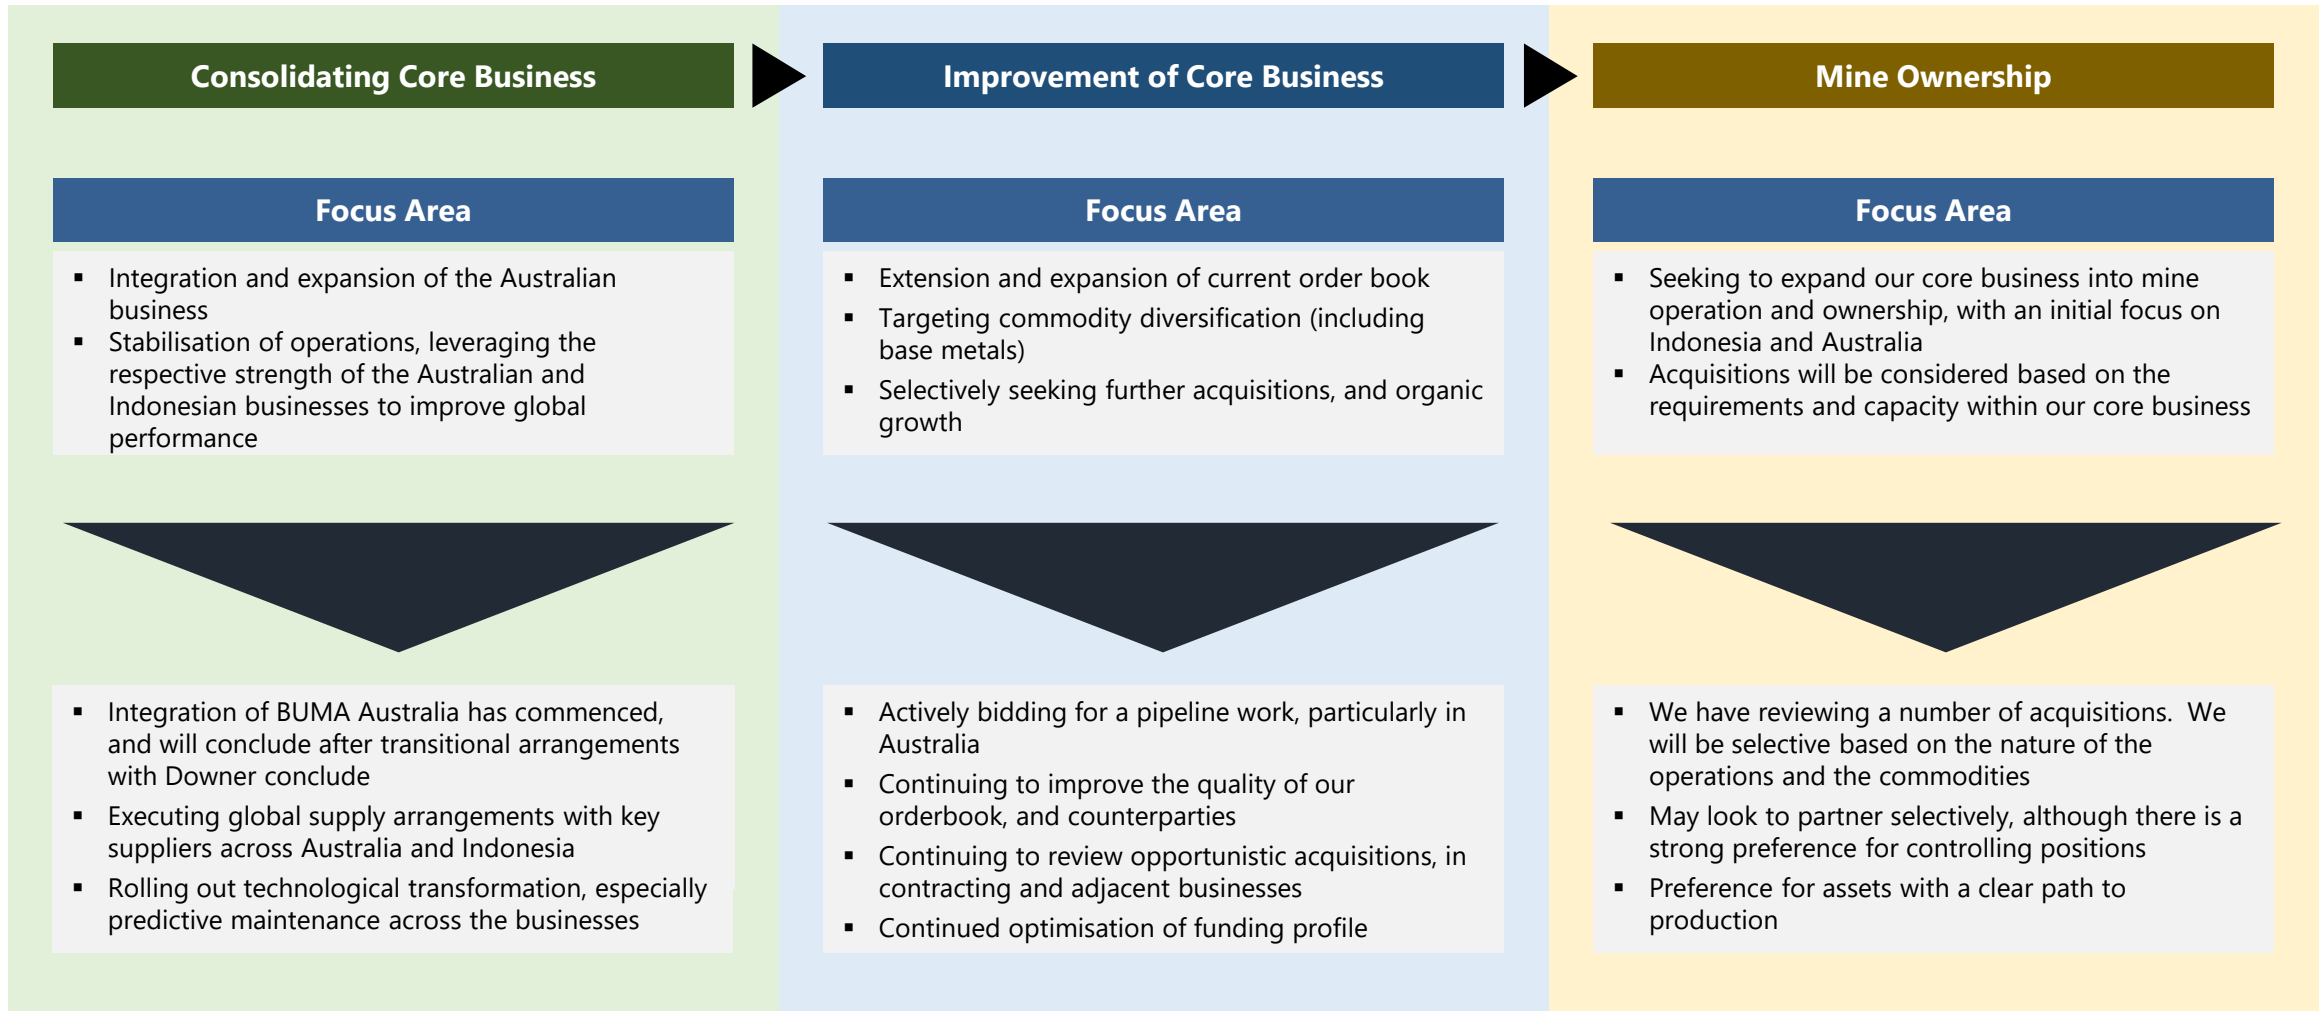 Consolidating Core Business
Focus Area
▪ Integration and expansion of the Australian
business
▪ Stabilisation of operations, leveraging the
respective strength of the Australian and
Indonesian businesses to improve global
performance
▪ Integration of BUMA Australia has commenced,
and will conclude after transitional arrangements
with Downer conclude
▪ Executing global supply arrangements with key
suppliers across Australia and Indonesia
▪ Rolling out technological transformation, especially
predictive maintenance across the businesses
Improvement of Core Business
Focus Area
▪ Extension and expansion of current order book
▪ Targeting commodity diversification (including
base metals)
▪ Selectively seeking further acquisitions, and organic
growth
▪ Actively bidding for a pipeline work, particularly in
Australia
▪ Continuing to improve the quality of our
orderbook, and counterparties
▪ Continuing to review opportunistic acquisitions, in
contracting and adjacent businesses
▪ Continued optimisation of funding profile
Mine Ownership
Focus Area
▪ Seeking to expand our core business into mine
operation and ownership, with an initial focus on
Indonesia and Australia
▪ Acquisitions will be considered based on the
requirements and capacity within our core business
▪ We have reviewing a number of acquisitions.  We
will be selective based on the nature of the
operations and the commodities
▪ May look to partner selectively, although there is a
strong preference for controlling positions
▪ Preference for assets with a clear path to
production